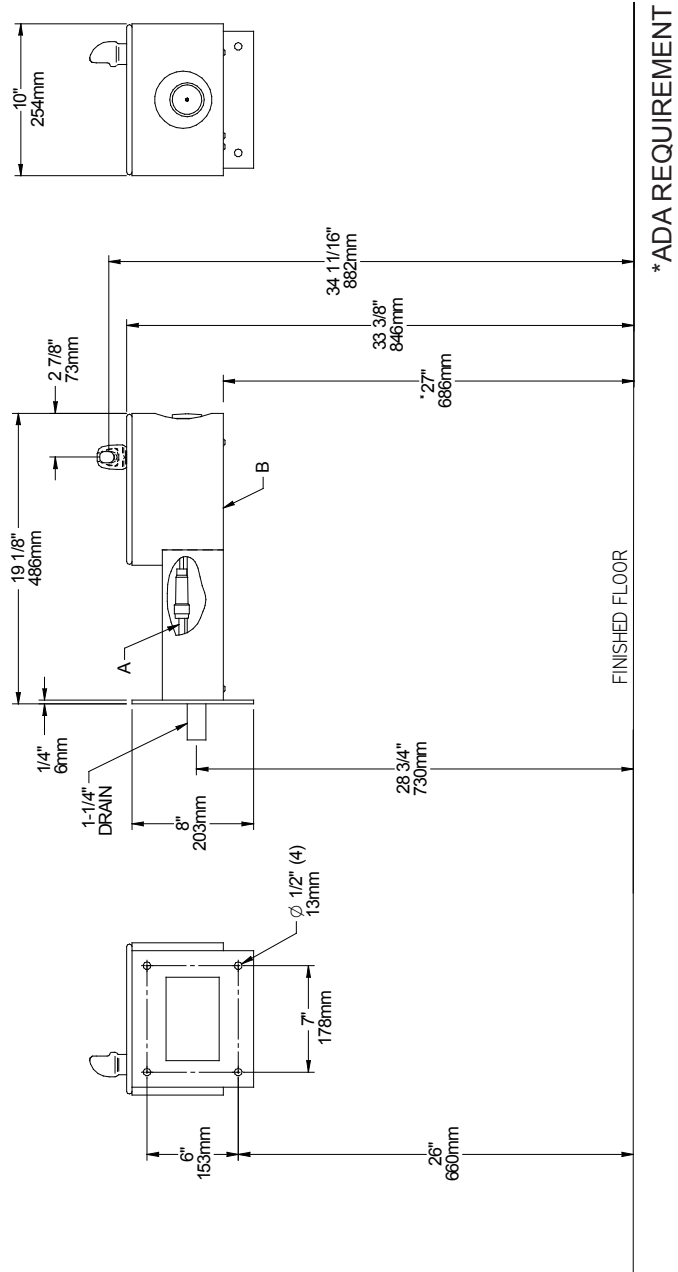 10"
254mm
34 11/16"
882mm
33 3/8"
846mm
2 7/8"
73mm
*27"
686mm
19 1/8"
486mm
B
A
1/4"
6mm
1-1/4"
DRAIN
8"
203mm
28 3/4"
730mm
Ø 1/2" (4)
13mm
7"
178mm
6"
153mm
26"
660mm
FINISHED FLOOR
*ADA REQUIREMENT